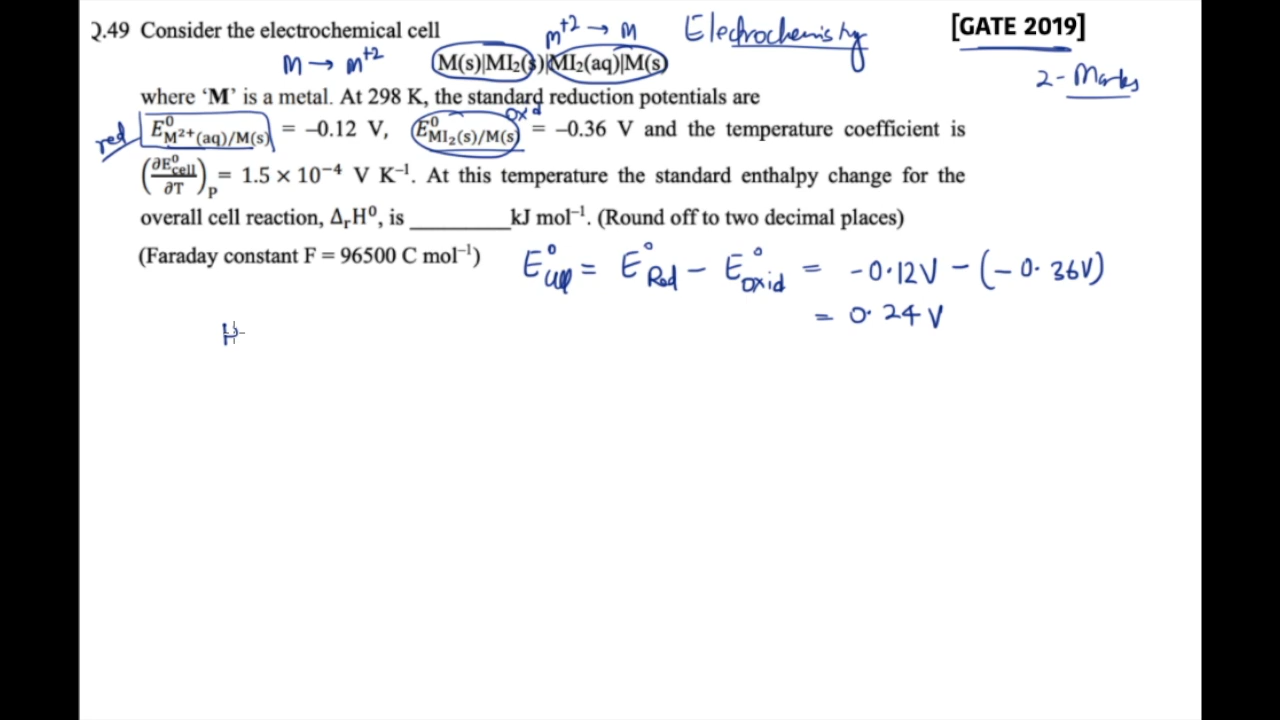 Q.49 Consider the electrochemical cell
m+2 → M
Electrochemistry
[GATE 2019]
M → m+2
M(s)|MI₂(s)|MI₂(aq)|M(s)
2-Marks
where ‘M’ is a metal. At 298 K, the standard reduction potentials are
oxd
red E⁰M²⁺(aq)/M(s) = –0.12 V, E⁰MI₂(s)/M(s) = –0.36 V and the temperature coefficient is
(∂E⁰cell/∂T)P = 1.5 × 10⁻⁴ V K⁻¹. At this temperature the standard enthalpy change for the
overall cell reaction, ΔᵣH⁰, is ________ kJ mol⁻¹. (Round off to two decimal places)
(Faraday constant F = 96500 C mol⁻¹)
E°cell = E°Red – E°oxid = -0.12V – (-0.36V)
= 0.24 V